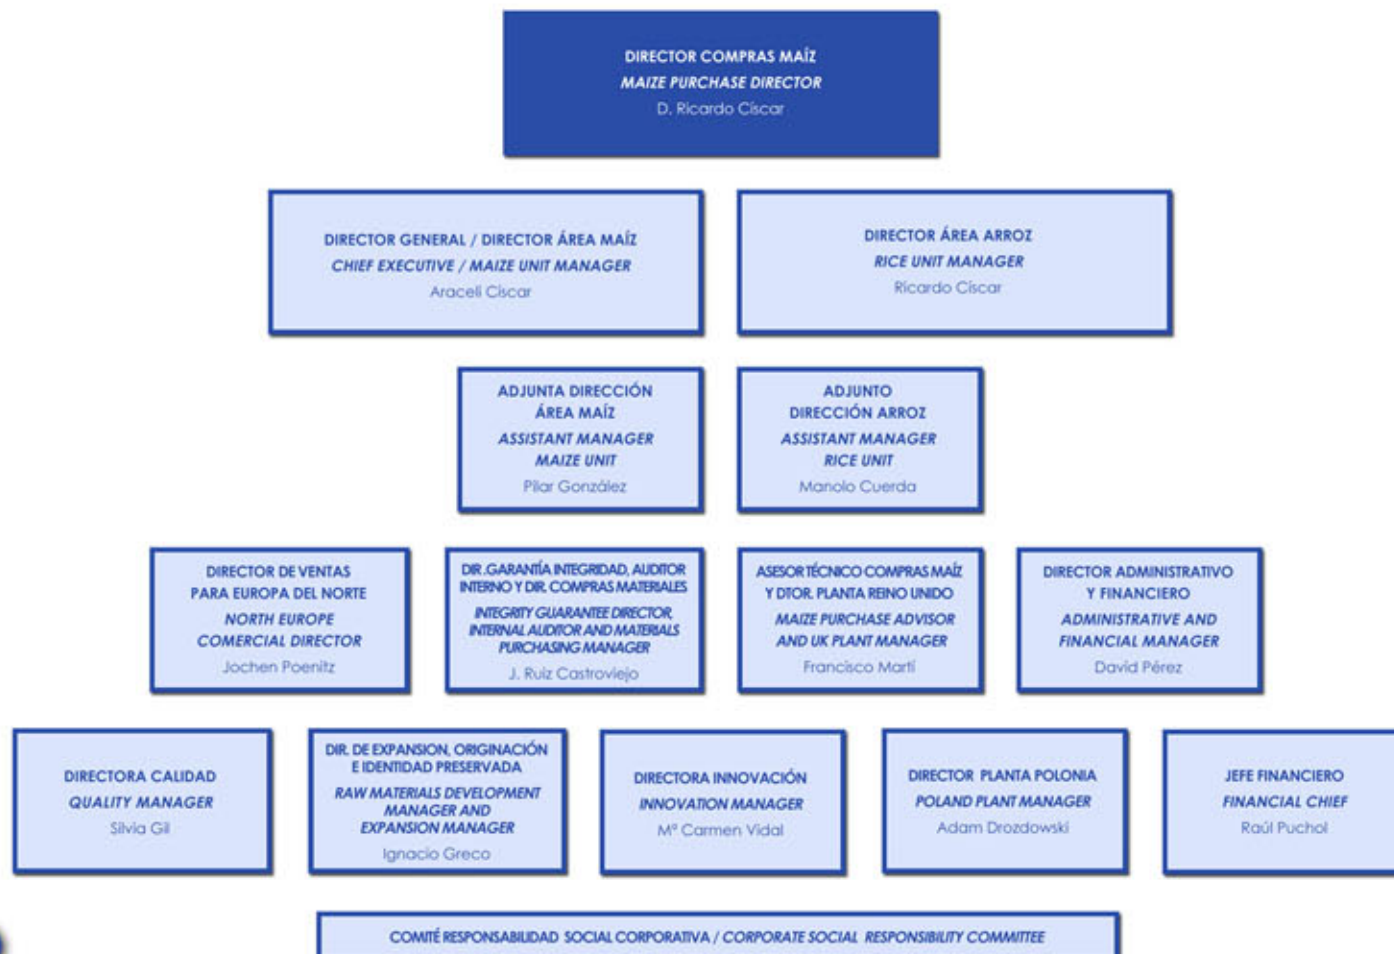 DIRECTOR COMPRAS MAÍZ
MAIZE PURCHASE DIRECTOR
D. Ricardo Císcar
DIRECTOR GENERAL / DIRECTOR ÁREA MAÍZ
CHIEF EXECUTIVE / MAIZE UNIT MANAGER
Araceli Císcar
DIRECTOR ÁREA ARROZ
RICE UNIT MANAGER
Ricardo Císcar
ADJUNTA DIRECCIÓN
ÁREA MAÍZ
ASSISTANT MANAGER
MAIZE UNIT
Pilar González
ADJUNTO
DIRECCIÓN ARROZ
ASSISTANT MANAGER
RICE UNIT
Manolo Cuerda
DIRECTOR DE VENTAS
PARA EUROPA DEL NORTE
NORTH EUROPE
COMERCIAL DIRECTOR
Jochen Poenitz
DIR.GARANTÍA INTEGRIDAD, AUDITOR
INTERNO Y DIR. COMPRAS MATERIALES
INTEGRITY GUARANTEE DIRECTOR,
INTERNAL AUDITOR AND MATERIALS
PURCHASING MANAGER
J. Ruiz Castroviejo
ASESOR TÉCNICO COMPRAS MAÍZ
Y DTOR. PLANTA REINO UNIDO
MAIZE PURCHASE ADVISOR
AND UK PLANT MANAGER
Francisco Martí
DIRECTOR ADMINISTRATIVO
Y FINANCIERO
ADMINISTRATIVE AND
FINANCIAL MANAGER
David Pérez
DIRECTORA CALIDAD
QUALITY MANAGER
Silvia Gil
DIR. DE EXPANSION, ORIGINACIÓN
E IDENTIDAD PRESERVADA
RAW MATERIALS DEVELOPMENT
MANAGER AND
EXPANSION MANAGER
Ignacio Greco
DIRECTORA INNOVACIÓN
INNOVATION MANAGER
Mª Carmen Vidal
DIRECTOR PLANTA POLONIA
POLAND PLANT MANAGER
Adam Drozdowski
JEFE FINANCIERO
FINANCIAL CHIEF
Raúl Puchol
COMITÉ RESPONSABILIDAD SOCIAL CORPORATIVA / CORPORATE SOCIAL RESPONSIBILITY COMMITTEE